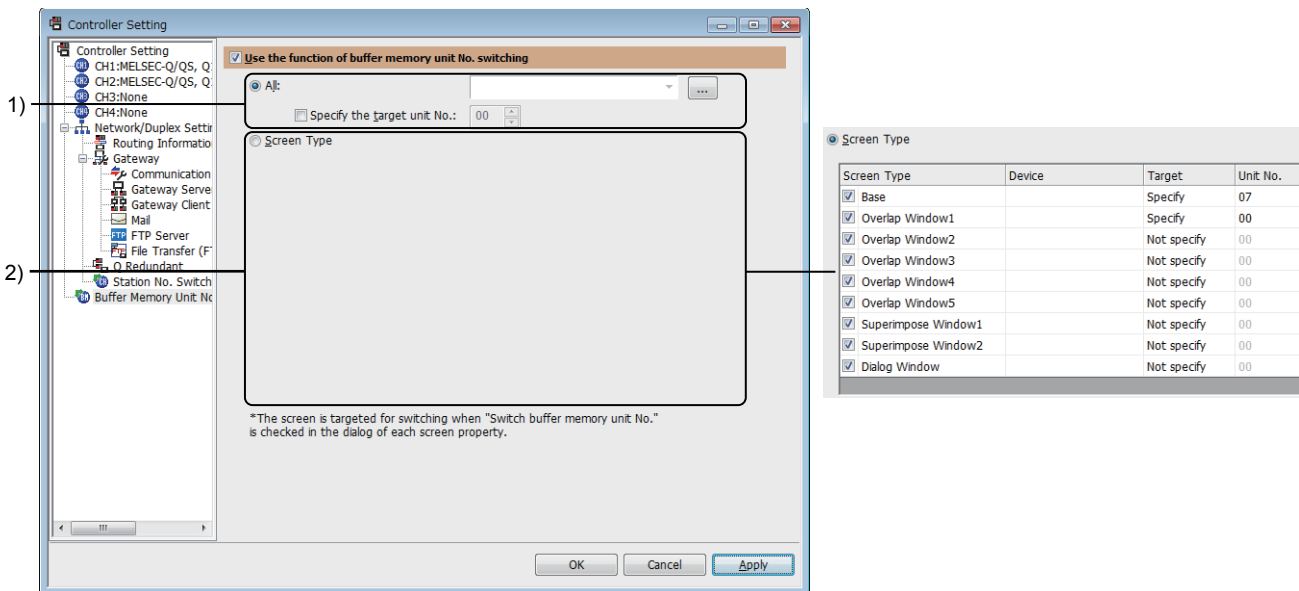 Controller Setting
Controller Setting
CH1:MELSEC-Q/QS, Q
CH2:MELSEC-Q/QS, Q
CH3:None
CH4:None
Network/Duplex Settir
Routing Informatio
Gateway
Communication
Gateway Serve
Gateway Client
Mail
FTP Server
File Transfer (F
Q Redundant
Station No. Switch
Buffer Memory Unit No
Use the function of buffer memory unit No. switching
1)
All:
...
Specify the target unit No.: 00
2)
Screen Type
*The screen is targeted for switching when "Switch buffer memory unit No."
is checked in the dialog of each screen property.
OK Cancel Apply
Screen Type
Screen Type Device Target Unit No.
Base Specify 07
Overlap Window1 Specify 00
Overlap Window2 Not specify 00
Overlap Window3 Not specify 00
Overlap Window4 Not specify 00
Overlap Window5 Not specify 00
Superimpose Window1 Not specify 00
Superimpose Window2 Not specify 00
Dialog Window Not specify 00